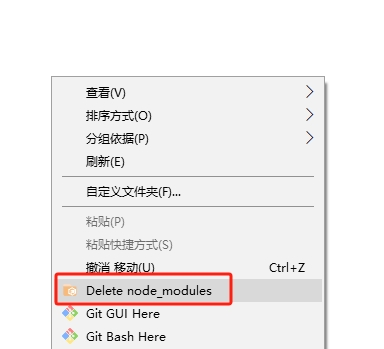 查看(V)
排序方式(O)
分组依据(P)
刷新(E)
自定义文件夹(F)...
粘贴(P)
粘贴快捷方式(S)
撤消 移动(U) Ctrl+Z
Delete node_modules
Git GUI Here
Git Bash Here